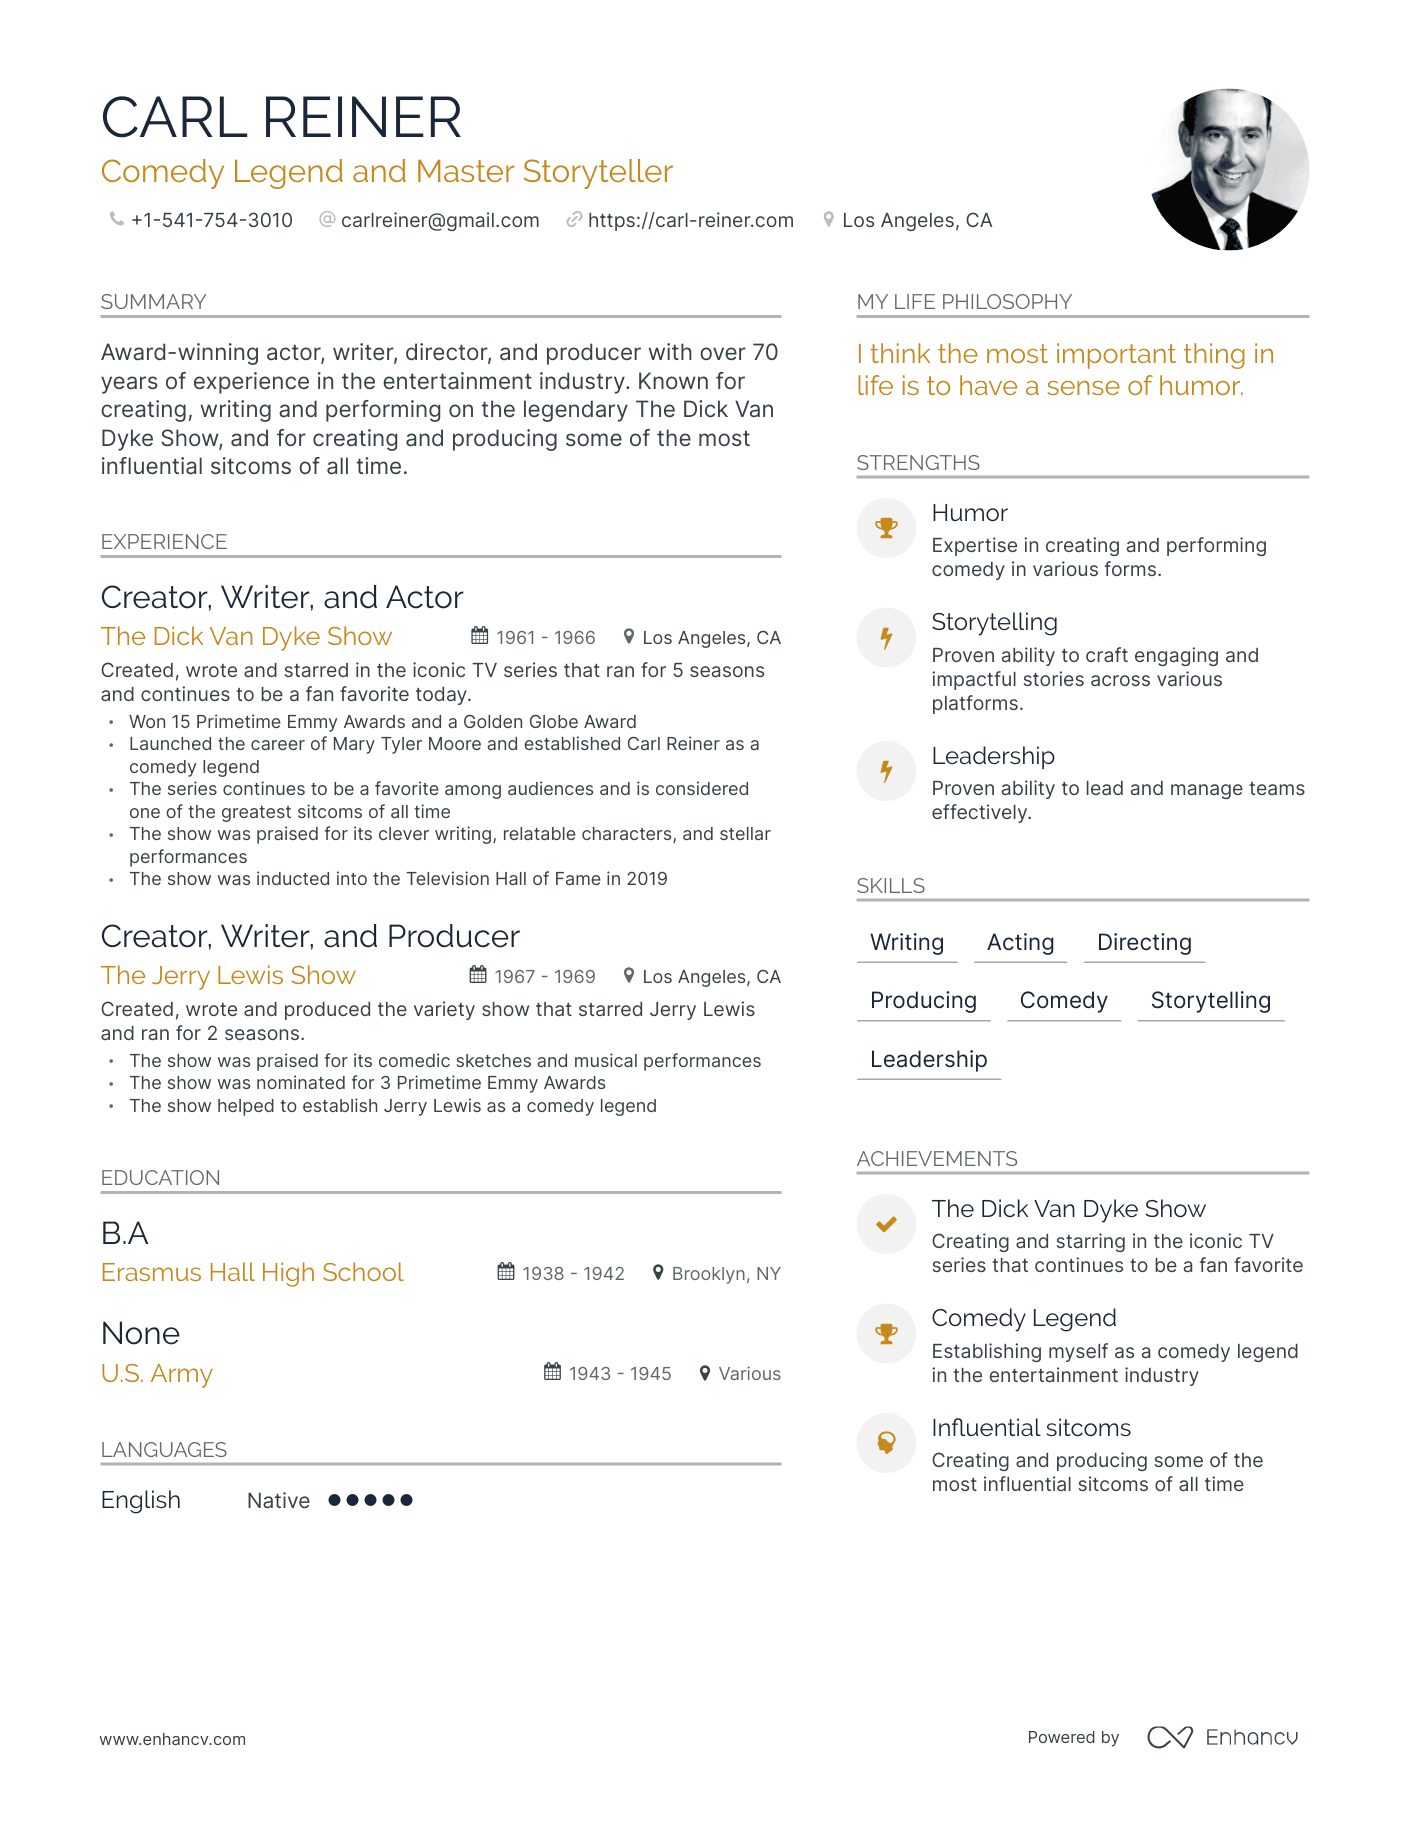 CARL REINER
Comedy Legend and Master Storyteller
+1-541-754-3010 carlreiner@gmail.com https://carl-reiner.com Los Angeles, CA
SUMMARY
Award-winning actor, writer, director, and producer with over 70
years of experience in the entertainment industry. Known for
creating, writing and performing on the legendary The Dick Van
Dyke Show, and for creating and producing some of the most
influential sitcoms of all time.
EXPERIENCE
Creator, Writer, and Actor
The Dick Van Dyke Show 1961 - 1966 Los Angeles, CA
Created, wrote and starred in the iconic TV series that ran for 5 seasons
and continues to be a fan favorite today.
• Won 15 Primetime Emmy Awards and a Golden Globe Award
• Launched the career of Mary Tyler Moore and established Carl Reiner as a
comedy legend
• The series continues to be a favorite among audiences and is considered
one of the greatest sitcoms of all time
• The show was praised for its clever writing, relatable characters, and stellar
performances
• The show was inducted into the Television Hall of Fame in 2019
Creator, Writer, and Producer
The Jerry Lewis Show 1967 - 1969 Los Angeles, CA
Created, wrote and produced the variety show that starred Jerry Lewis
and ran for 2 seasons.
• The show was praised for its comedic sketches and musical performances
• The show was nominated for 3 Primetime Emmy Awards
• The show helped to establish Jerry Lewis as a comedy legend
EDUCATION
B.A
Erasmus Hall High School 1938 - 1942 Brooklyn, NY
None
U.S. Army 1943 - 1945 Various
LANGUAGES
English Native
MY LIFE PHILOSOPHY
I think the most important thing in
life is to have a sense of humor.
STRENGTHS
Humor
Expertise in creating and performing
comedy in various forms.
Storytelling
Proven ability to craft engaging and
impactful stories across various
platforms.
Leadership
Proven ability to lead and manage teams
effectively.
SKILLS
Writing Acting Directing
Producing Comedy Storytelling
Leadership
ACHIEVEMENTS
The Dick Van Dyke Show
Creating and starring in the iconic TV
series that continues to be a fan favorite
Comedy Legend
Establishing myself as a comedy legend
in the entertainment industry
Influential sitcoms
Creating and producing some of the
most influential sitcoms of all time
www.enhancv.com
Powered by Enhancv